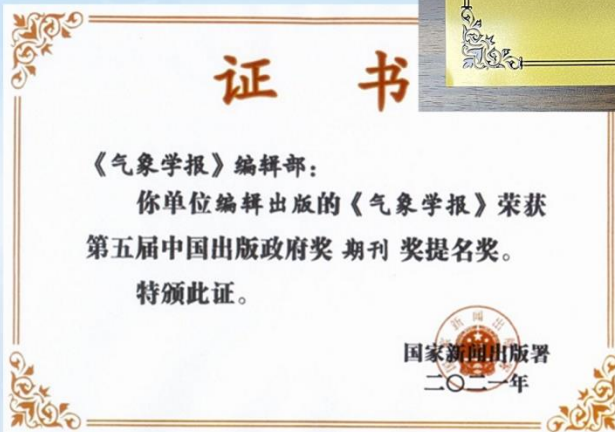 证 书
《气象学报》编辑部：
你单位编辑出版的《气象学报》荣获
第五届中国出版政府奖 期刊 奖提名奖。
特颁此证。
国家新闻出版署
二〇二一年